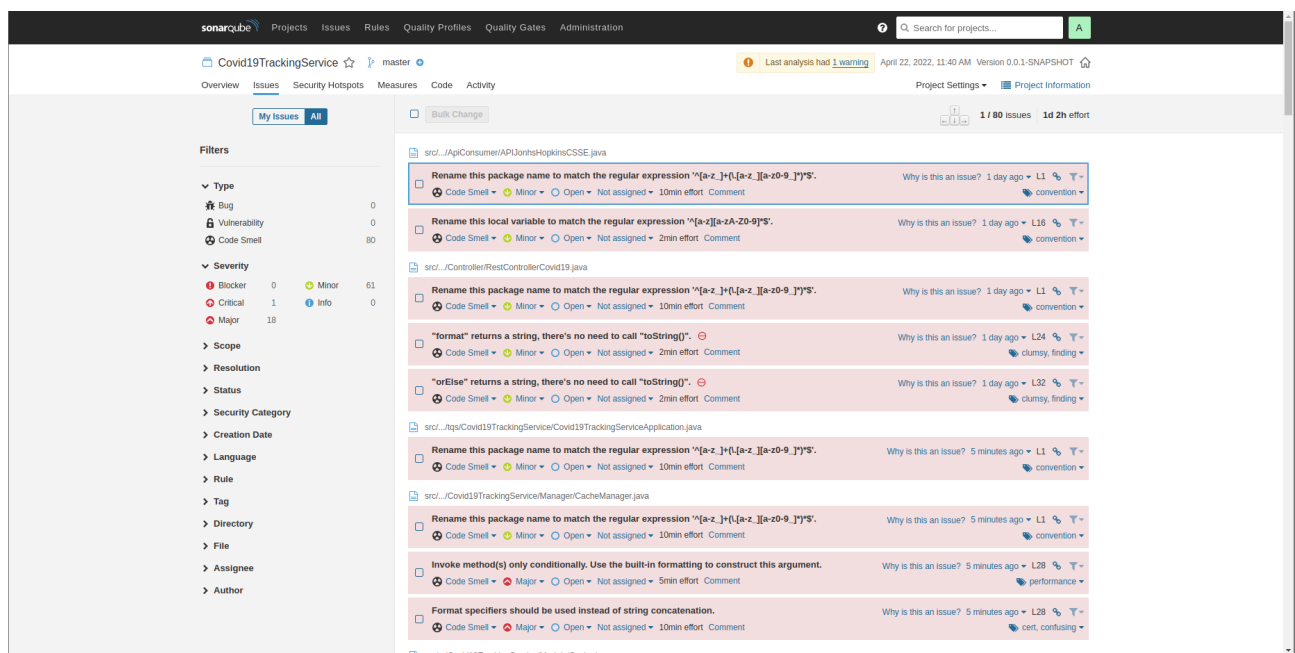 sonarqube Projects Issues Rules Quality Profiles Quality Gates Administration ? Search for projects... A
Covid19TrackingService master Last analysis had 1 warning April 22, 2022, 11:40 AM Version 0.0.1-SNAPSHOT
Overview Issues Security Hotspots Measures Code Activity Project Settings Project Information
My Issues All Bulk Change 1 / 80 issues 1d 2h effort
Filters
Type
Bug 0
Vulnerability 0
Code Smell 80
Severity
Blocker 0 Minor 61
Critical 1 Info 0
Major 18
Scope
Resolution
Status
Security Category
Creation Date
Language
Rule
Tag
Directory
File
Assignee
Author
src/.../ApiConsumer/APIJonhsHopkinsCSSE.java
Rename this package name to match the regular expression '^[a-z_]+(\.[a-z_][a-z0-9_]*)*$'. Why is this an issue? 1 day ago L1
Code Smell Minor Open Not assigned 10min effort Comment convention
Rename this local variable to match the regular expression '^[a-z][a-zA-Z0-9]*$'. Why is this an issue? 1 day ago L16
Code Smell Minor Open Not assigned 2min effort Comment convention
src/.../Controller/RestControllerCovid19.java
Rename this package name to match the regular expression '^[a-z_]+(\.[a-z_][a-z0-9_]*)*$'. Why is this an issue? 1 day ago L1
Code Smell Minor Open Not assigned 10min effort Comment convention
"format" returns a string, there's no need to call "toString()". Why is this an issue? 1 day ago L24
Code Smell Minor Open Not assigned 2min effort Comment clumsy, finding
"orElse" returns a string, there's no need to call "toString()". Why is this an issue? 1 day ago L32
Code Smell Minor Open Not assigned 2min effort Comment clumsy, finding
src/.../tqs/Covid19TrackingService/Covid19TrackingServiceApplication.java
Rename this package name to match the regular expression '^[a-z_]+(\.[a-z_][a-z0-9_]*)*$'. Why is this an issue? 5 minutes ago L1
Code Smell Minor Open Not assigned 10min effort Comment convention
src/.../Covid19TrackingService/Manager/CacheManager.java
Rename this package name to match the regular expression '^[a-z_]+(\.[a-z_][a-z0-9_]*)*$'. Why is this an issue? 5 minutes ago L1
Code Smell Minor Open Not assigned 10min effort Comment convention
Invoke method(s) only conditionally. Use the built-in formatting to construct this argument. Why is this an issue? 5 minutes ago L28
Code Smell Major Open Not assigned 5min effort Comment performance
Format specifiers should be used instead of string concatenation. Why is this an issue? 5 minutes ago L28
Code Smell Major Open Not assigned 10min effort Comment cert, confusing